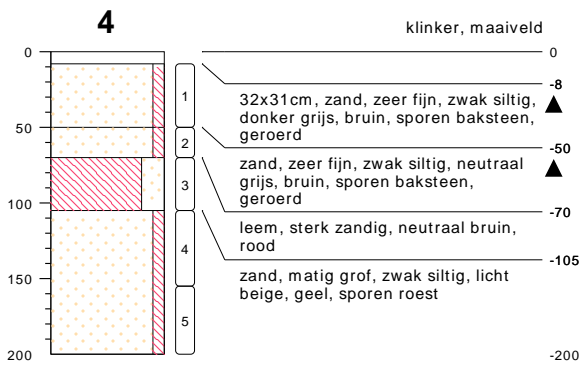 4
klinker, maaiveld
0
0
-8
1
32x31cm, zand, zeer fijn, zwak siltig,
donker grijs, bruin, sporen baksteen,
geroerd
50
-50
2
zand, zeer fijn, zwak siltig, neutraal
grijs, bruin, sporen baksteen,
geroerd
3
100
-70
leem, sterk zandig, neutraal bruin,
rood
4
-105
zand, matig grof, zwak siltig, licht
beige, geel, sporen roest
150
5
200
-200